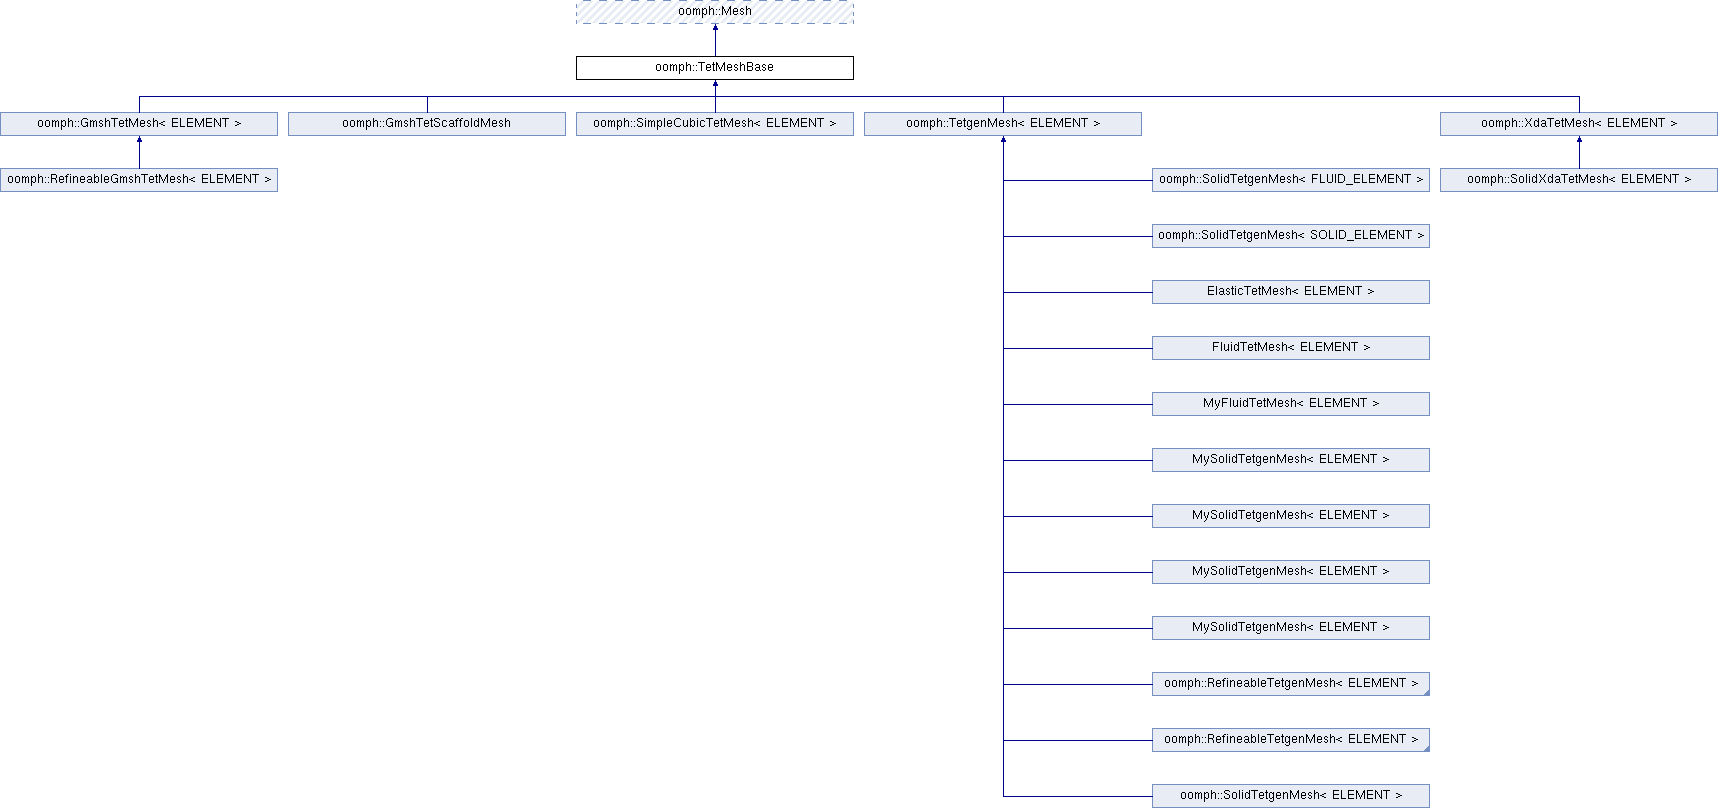 oomph::Mesh
oomph::TetMeshBase
oomph::GmshTetMesh< ELEMENT >
oomph::GmshTetScaffoldMesh
oomph::SimpleCubicTetMesh< ELEMENT >
oomph::TetgenMesh< ELEMENT >
oomph::XdaTetMesh< ELEMENT >
oomph::RefineableGmshTetMesh< ELEMENT >
oomph::SolidTetgenMesh< FLUID_ELEMENT >
oomph::SolidXdaTetMesh< ELEMENT >
oomph::SolidTetgenMesh< SOLID_ELEMENT >
ElasticTetMesh< ELEMENT >
FluidTetMesh< ELEMENT >
MyFluidTetMesh< ELEMENT >
MySolidTetgenMesh< ELEMENT >
MySolidTetgenMesh< ELEMENT >
MySolidTetgenMesh< ELEMENT >
MySolidTetgenMesh< ELEMENT >
oomph::RefineableTetgenMesh< ELEMENT >
oomph::RefineableTetgenMesh< ELEMENT >
oomph::SolidTetgenMesh< ELEMENT >